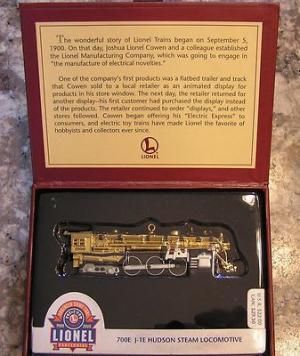 The wonderful story of Lionel Trains began on September 5,
1900. On that day, Joshua Lionel Cowen and a colleague established
the Lionel Manufacturing Company, which was going to engage in
"the manufacture of electrical novelties."
One of the company's first products was a flatbed trailer and track
that Cowen sold to a local retailer as an animated display for
products in his store window. The next day, the retailer returned for
another display—his first customer had purchased the display instead
of the products. The retailer continued to order "displays," and other
stores followed. Cowen began offering his "Electric Express" to
consumers, and electric toy trains have made Lionel the favorite of
hobbyists and collectors ever since.
L
LIONEL
LIONEL
CENTENNIAL
700E J-1E HUDSON STEAM LOCOMOTIVE
U.S.A. $22.00